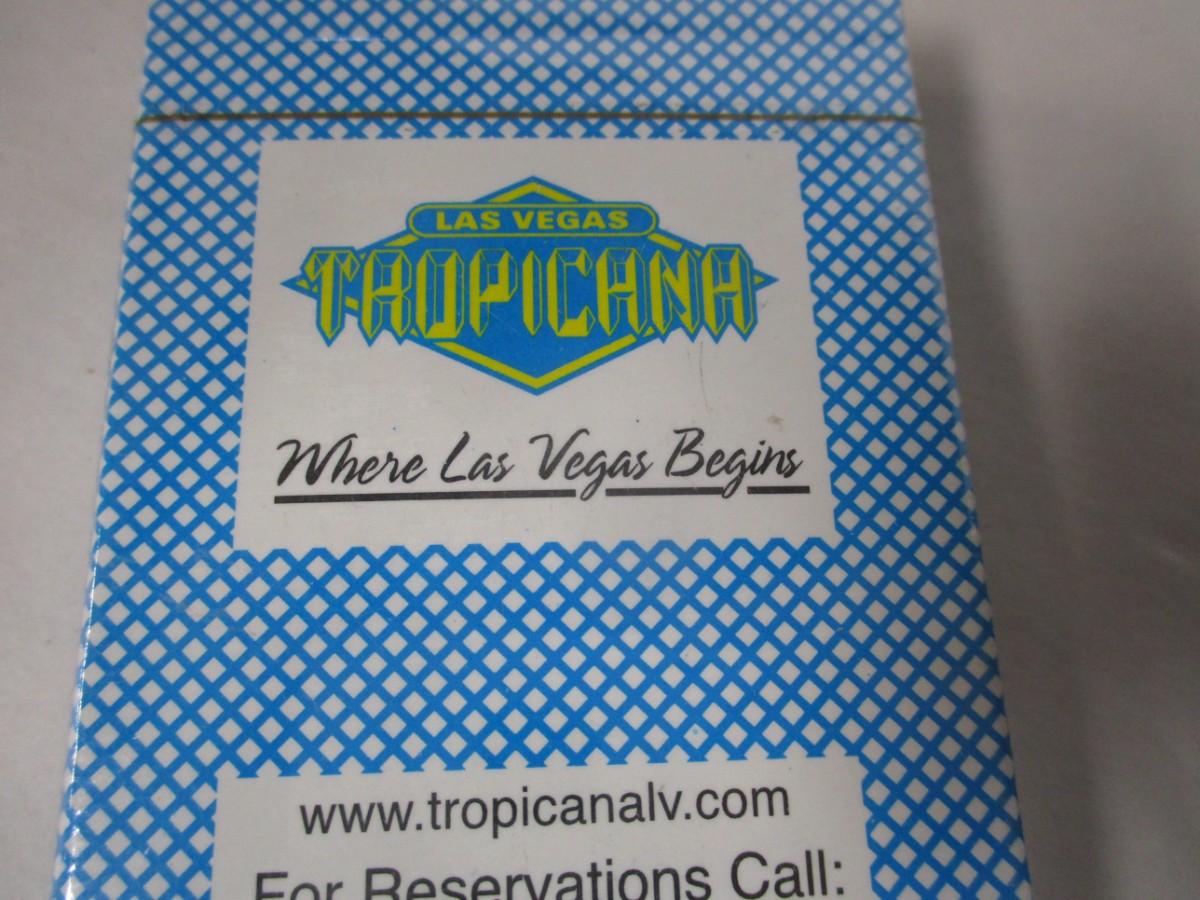 LAS VEGAS
TROPICANA
Where Las Vegas Begins
www.tropicanalv.com
For Reservations Call: